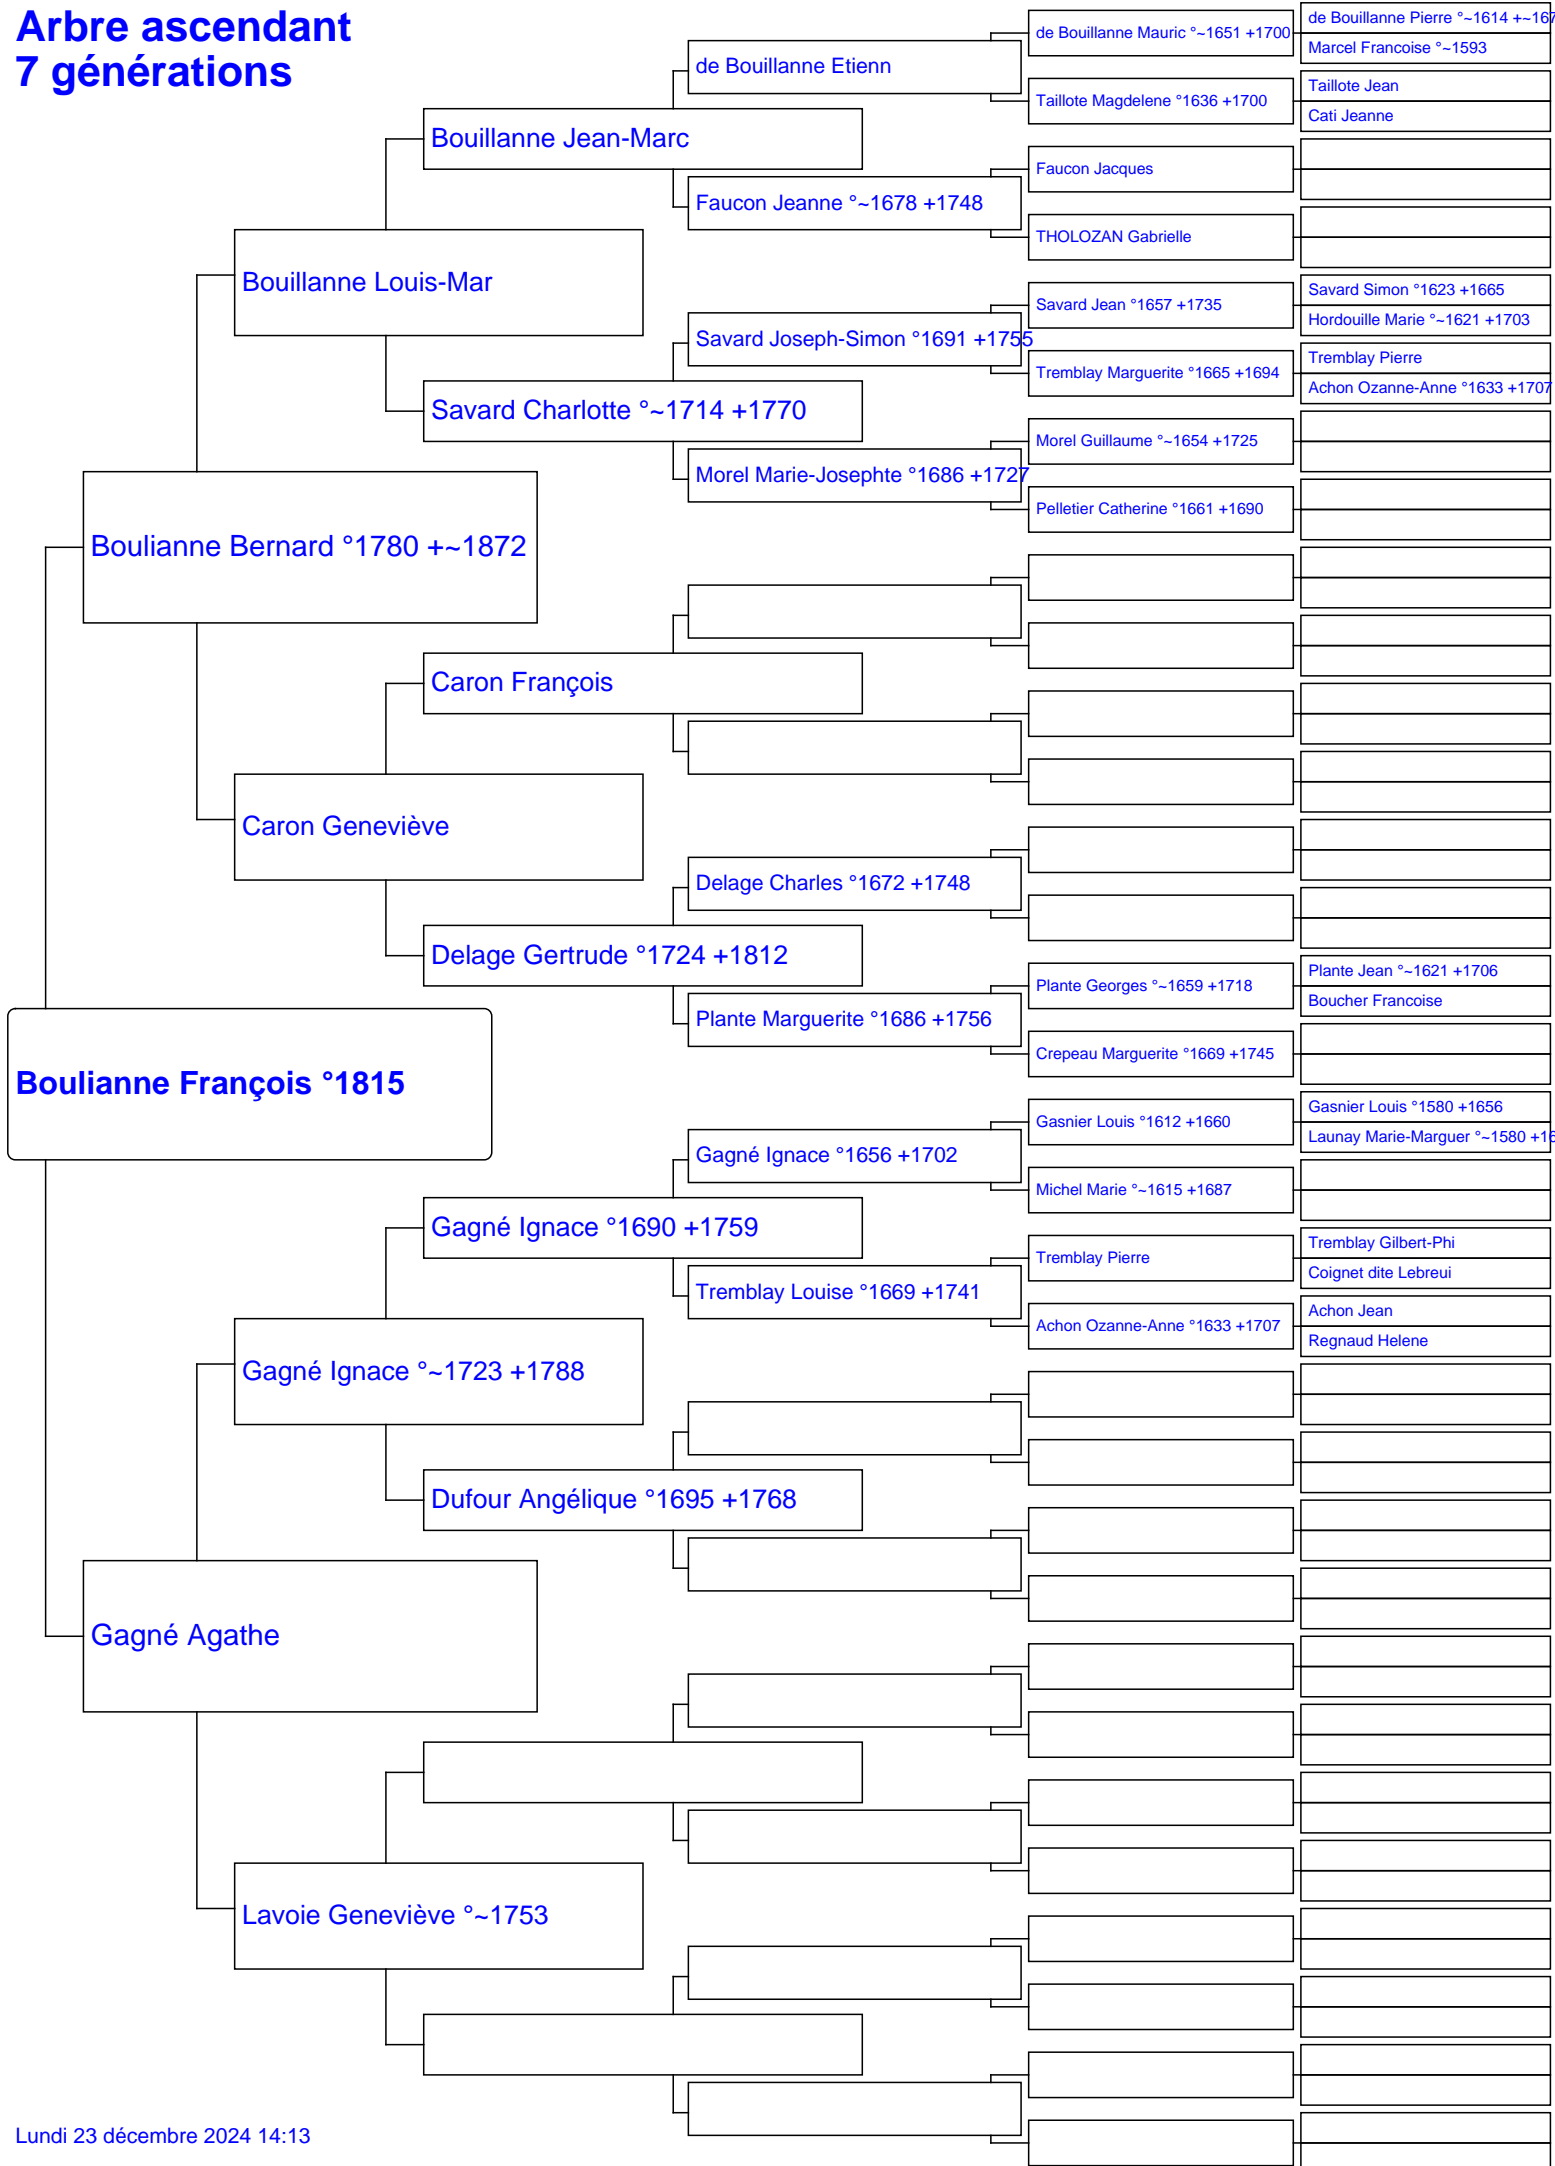 Arbre ascendant
7 générations
de Bouillanne Pierre °~1614 +~167
de Bouillanne Mauric °~1651 +1700
Marcel Francoise °~1593
de Bouillanne Etienn
Taillote Jean
Taillote Magdelene °1636 +1700
Cati Jeanne
Bouillanne Jean-Marc
Faucon Jacques
Faucon Jeanne °~1678 +1748
THOLOZAN Gabrielle
Bouillanne Louis-Mar
Savard Simon °1623 +1665
Savard Jean °1657 +1735
Hordouille Marie °~1621 +1703
Savard Joseph-Simon °1691 +1755
Tremblay Pierre
Tremblay Marguerite °1665 +1694
Achon Ozanne-Anne °1633 +1707
Savard Charlotte °~1714 +1770
Morel Guillaume °~1654 +1725
Morel Marie-Josephte °1686 +1727
Pelletier Catherine °1661 +1690
Boulianne Bernard °1780 +~1872
Caron François
Caron Geneviève
Delage Charles °1672 +1748
Delage Gertrude °1724 +1812
Plante Jean °~1621 +1706
Plante Georges °~1659 +1718
Boucher Francoise
Plante Marguerite °1686 +1756
Crepeau Marguerite °1669 +1745
Boulianne François °1815
Gasnier Louis °1580 +1656
Gasnier Louis °1612 +1660
Launay Marie-Marguer °~1580 +16
Gagné Ignace °1656 +1702
Michel Marie °~1615 +1687
Gagné Ignace °1690 +1759
Tremblay Gilbert-Phi
Tremblay Pierre
Coignet dite Lebreui
Tremblay Louise °1669 +1741
Achon Jean
Achon Ozanne-Anne °1633 +1707
Regnaud Helene
Gagné Ignace °~1723 +1788
Dufour Angélique °1695 +1768
Gagné Agathe
Lavoie Geneviève °~1753
Lundi 23 décembre 2024 14:13